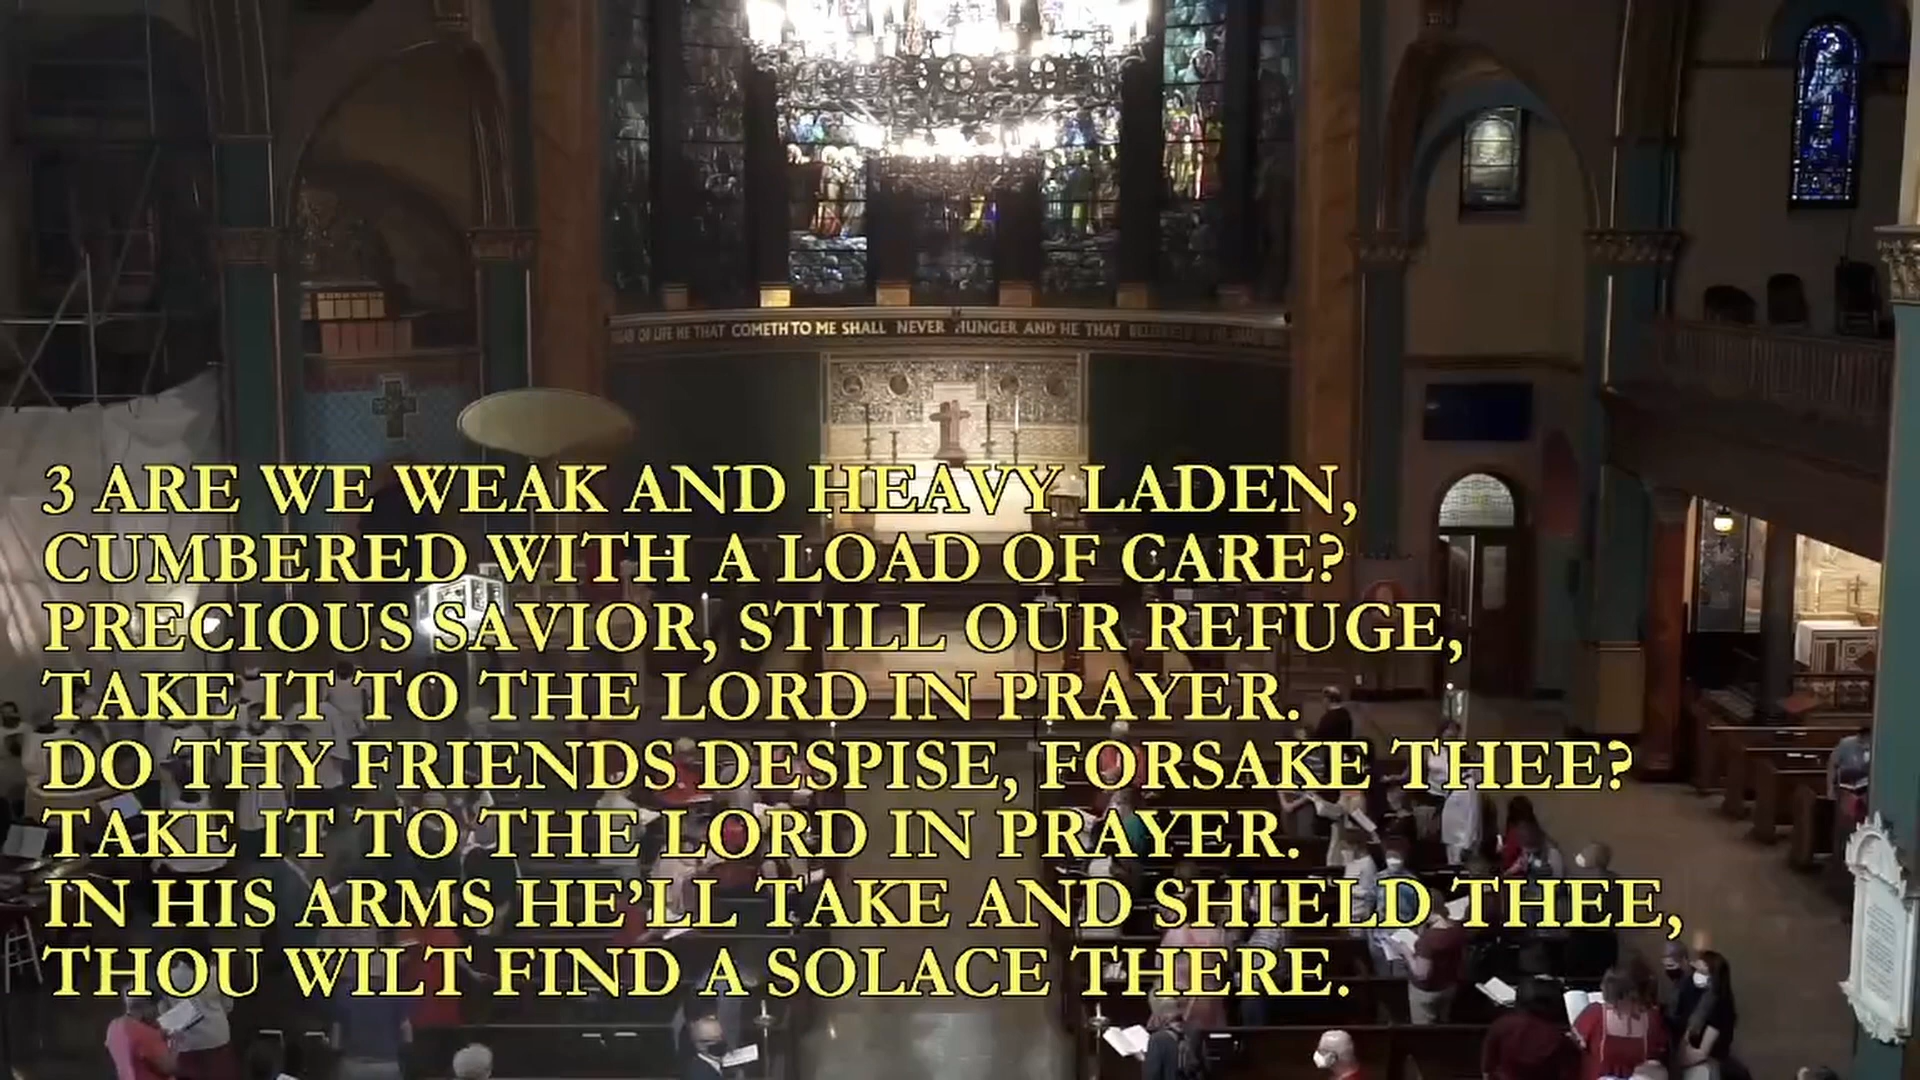 OF LIFE HE THAT COMETH TO ME SHALL NEVER HUNGER AND HE THAT
3 ARE WE WEAK AND HEAVY LADEN,
CUMBERED WITH A LOAD OF CARE?
PRECIOUS SAVIOR, STILL OUR REFUGE,
TAKE IT TO THE LORD IN PRAYER.
DO THY FRIENDS DESPISE, FORSAKE THEE?
TAKE IT TO THE LORD IN PRAYER.
IN HIS ARMS HE'LL TAKE AND SHIELD THEE,
THOU WILT FIND A SOLACE THERE.